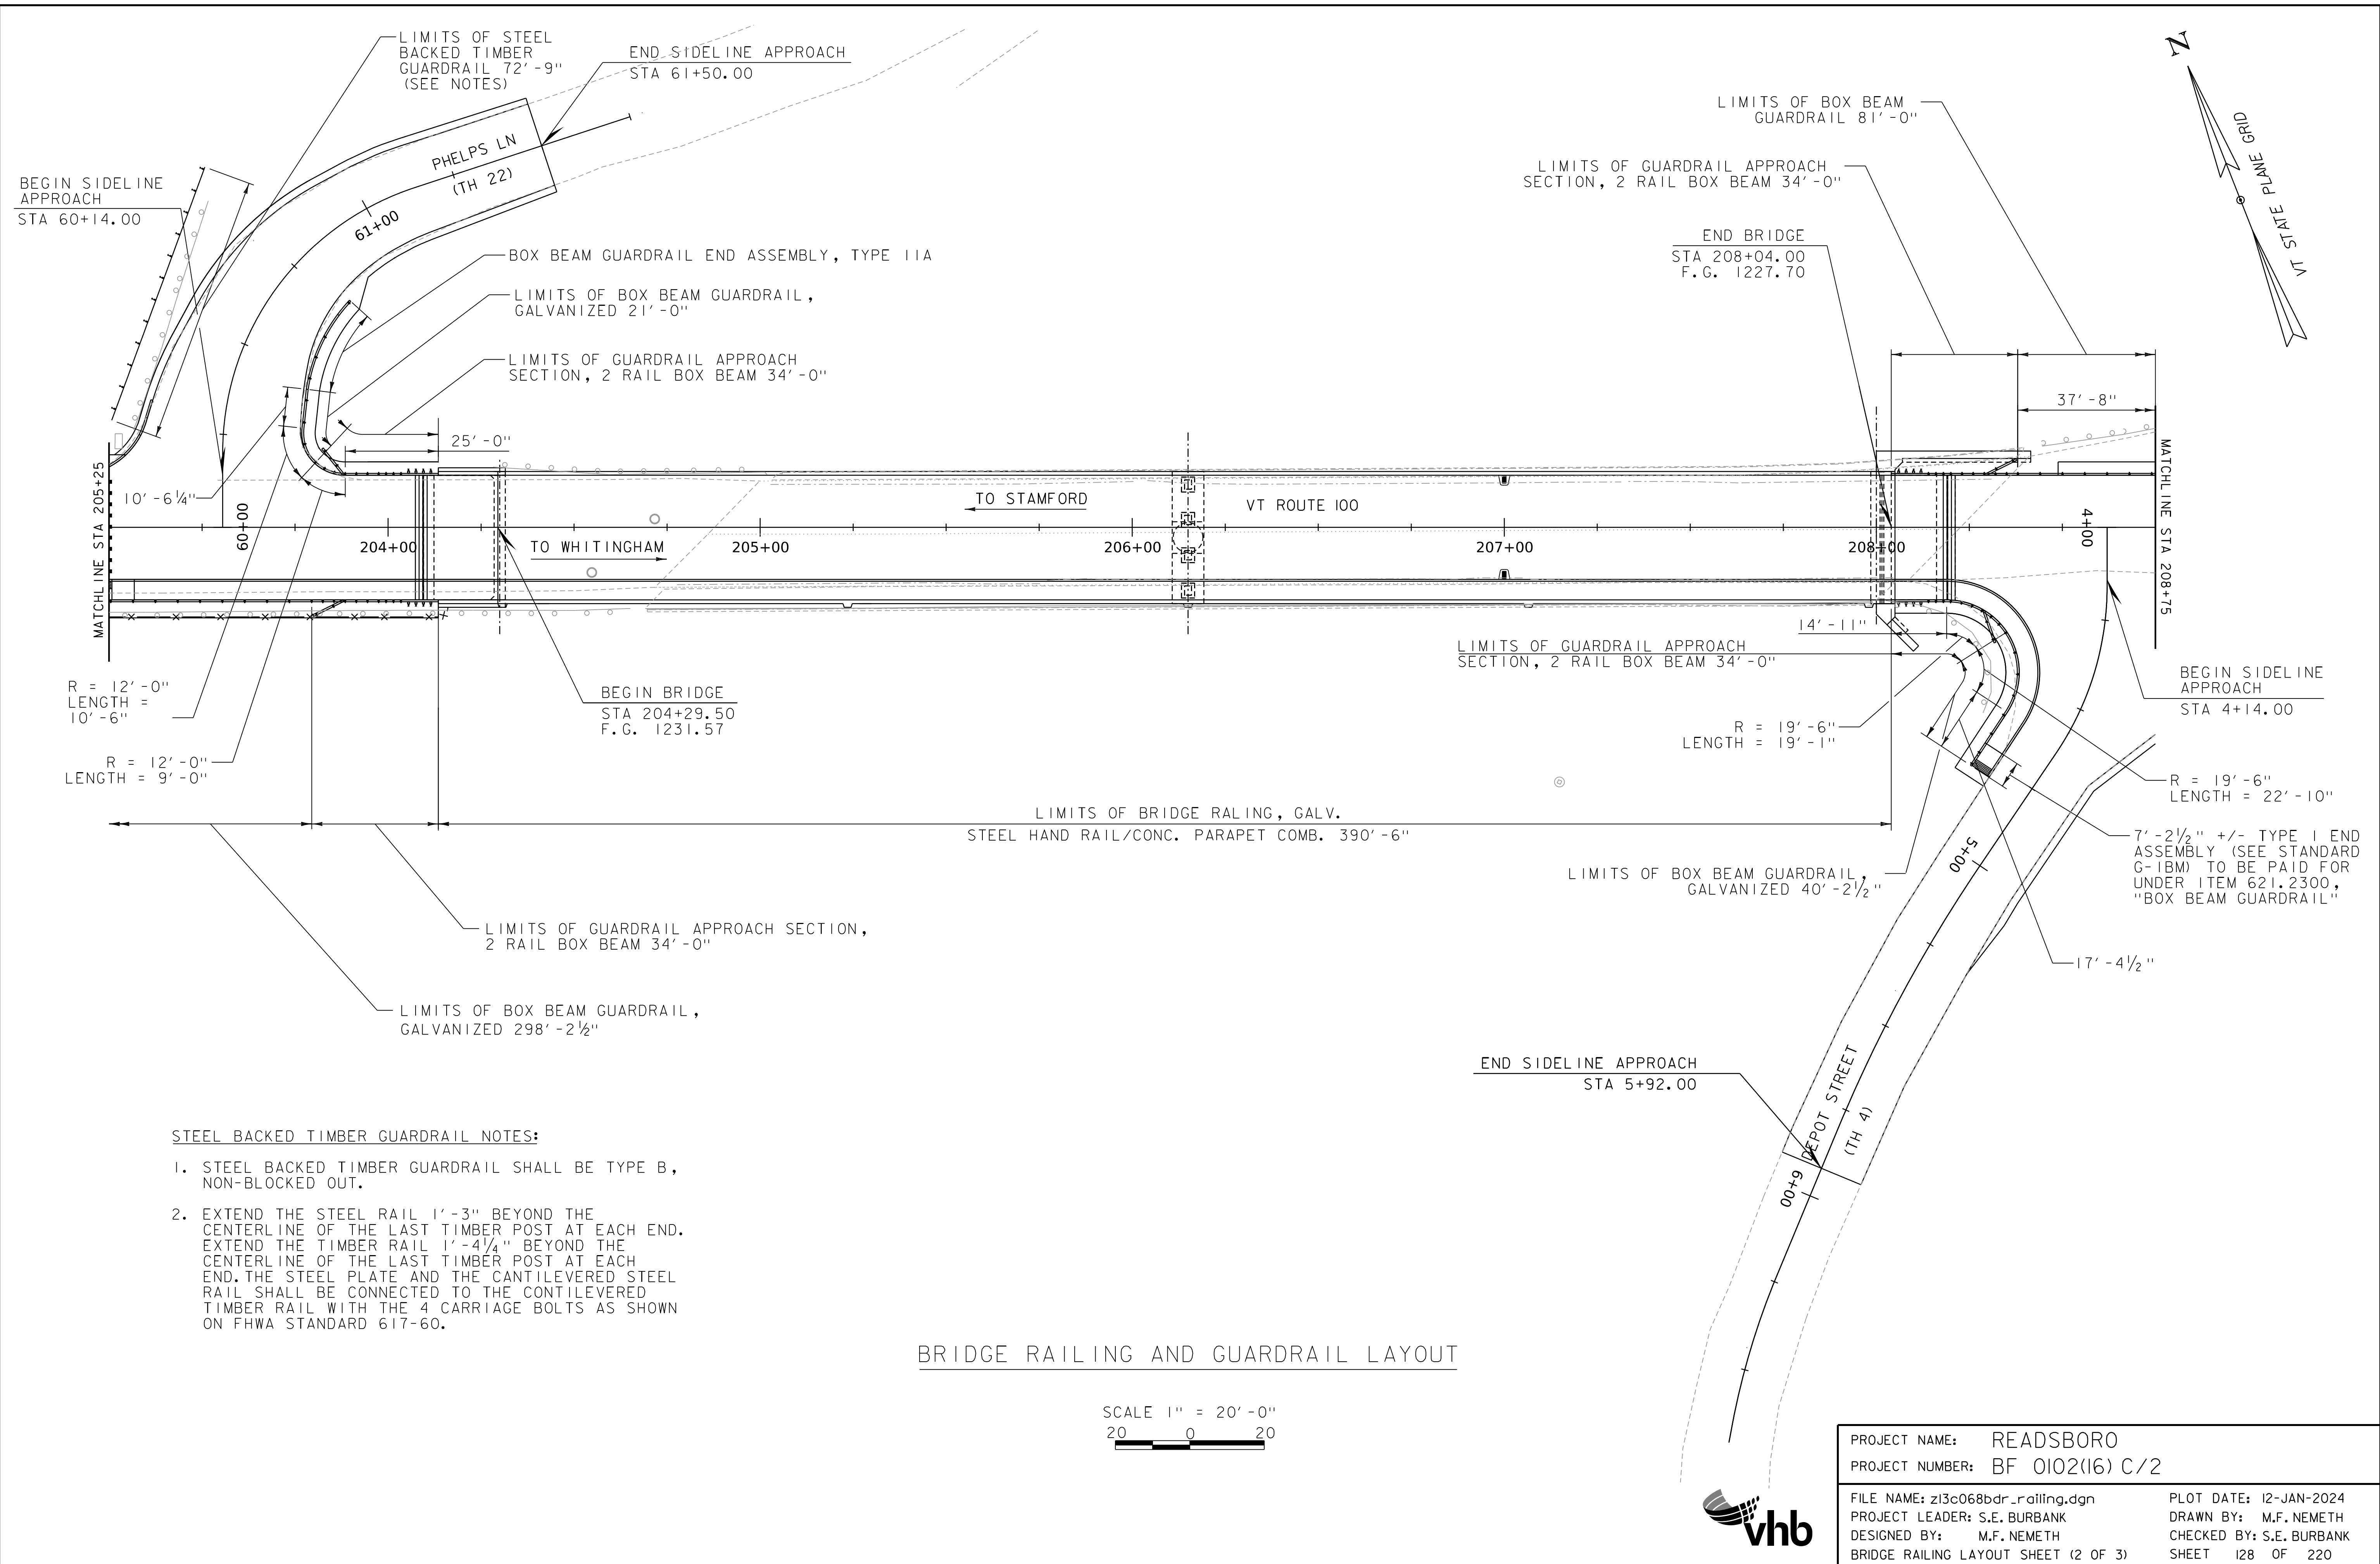 LIMITS OF STEEL
BACKED TIMBER
GUARDRAIL 72'-9"
(SEE NOTES)
END SIDELINE APPROACH
STA 61+50.00
BEGIN SIDELINE
APPROACH
STA 60+14.00
PHELPS LN
(TH 22)
61+00
BOX BEAM GUARDRAIL END ASSEMBLY, TYPE IIA
LIMITS OF BOX BEAM GUARDRAIL,
GALVANIZED 21'-0"
LIMITS OF GUARDRAIL APPROACH
SECTION, 2 RAIL BOX BEAM 34'-0"
25'-0"
10'-6 1/4"
60+00
MATCHLINE STA 205+25
LIMITS OF BOX BEAM
GUARDRAIL 81'-0"
LIMITS OF GUARDRAIL APPROACH
SECTION, 2 RAIL BOX BEAM 34'-0"
END BRIDGE
STA 208+04.00
F.G. 1227.70
N
VT STATE PLANE GRID
37'-8"
MATCHLINE STA 208+75
TO STAMFORD
VT ROUTE 100
204+00
TO WHITINGHAM
205+00
206+00
207+00
208+00
4+00
R = 12'-0"
LENGTH =
10'-6"
R = 12'-0"
LENGTH = 9'-0"
BEGIN BRIDGE
STA 204+29.50
F.G. 1231.57
14'-11"
LIMITS OF GUARDRAIL APPROACH
SECTION, 2 RAIL BOX BEAM 34'-0"
R = 19'-6"
LENGTH = 19'-1"
BEGIN SIDELINE
APPROACH
STA 4+14.00
R = 19'-6"
LENGTH = 22'-10"
LIMITS OF BRIDGE RALING, GALV.
STEEL HAND RAIL/CONC. PARAPET COMB. 390'-6"
7'-2 1/2" +/- TYPE I END
ASSEMBLY (SEE STANDARD
G-1BM) TO BE PAID FOR
UNDER ITEM 621.2300,
"BOX BEAM GUARDRAIL"
LIMITS OF BOX BEAM GUARDRAIL,
GALVANIZED 40'-2 1/2"
5+00
17'-4 1/2"
LIMITS OF GUARDRAIL APPROACH SECTION,
2 RAIL BOX BEAM 34'-0"
LIMITS OF BOX BEAM GUARDRAIL,
GALVANIZED 298'-2 1/2"
END SIDELINE APPROACH
STA 5+92.00
DEPOT STREET
(TH 4)
6+00
STEEL BACKED TIMBER GUARDRAIL NOTES:
1. STEEL BACKED TIMBER GUARDRAIL SHALL BE TYPE B,
NON-BLOCKED OUT.
2. EXTEND THE STEEL RAIL 1'-3" BEYOND THE
CENTERLINE OF THE LAST TIMBER POST AT EACH END.
EXTEND THE TIMBER RAIL 1'-4 1/4" BEYOND THE
CENTERLINE OF THE LAST TIMBER POST AT EACH
END.THE STEEL PLATE AND THE CANTILEVERED STEEL
RAIL SHALL BE CONNECTED TO THE CONTILEVERED
TIMBER RAIL WITH THE 4 CARRIAGE BOLTS AS SHOWN
ON FHWA STANDARD 617-60.
BRIDGE RAILING AND GUARDRAIL LAYOUT
SCALE 1" = 20'-0"
20 0 20
vhb
PROJECT NAME: READSBORO
PROJECT NUMBER: BF 0102(16) C/2
FILE NAME: z13c068bdr_railing.dgn PLOT DATE: 12-JAN-2024
PROJECT LEADER: S.E. BURBANK DRAWN BY: M.F. NEMETH
DESIGNED BY: M.F. NEMETH CHECKED BY: S.E. BURBANK
BRIDGE RAILING LAYOUT SHEET (2 OF 3) SHEET 128 OF 220